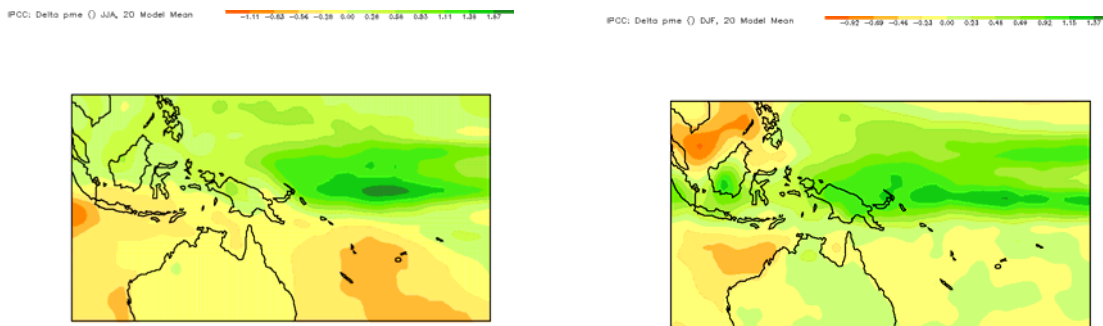 IPCC: Delta pme {} JJA, 20 Model Mean
-1.11 -0.83 -0.56 -0.28 0.00 0.28 0.56 0.83 1.11 1.39 1.67
IPCC: Delta pme {} DJF, 20 Model Mean
-0.92 -0.69 -0.46 -0.23 0.00 0.23 0.46 0.69 0.92 1.15 1.37